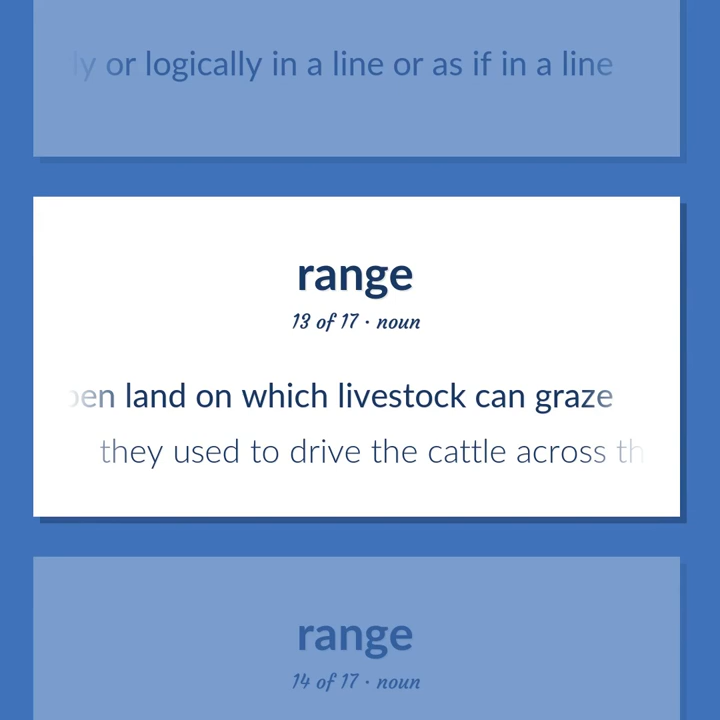 or logically in a line or as if in a line
range
13 of 17 · noun
land on which livestock can graze
they used to drive the cattle across
range
14 of 17 · noun